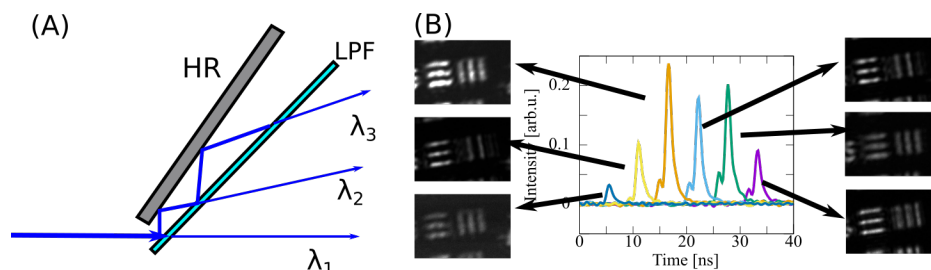 (A)
HR
LPF
λ3
λ2
λ1
(B)
Intensity [arb.u.]
0.2
0.1
0
0 10 20 30 40
Time [ns]